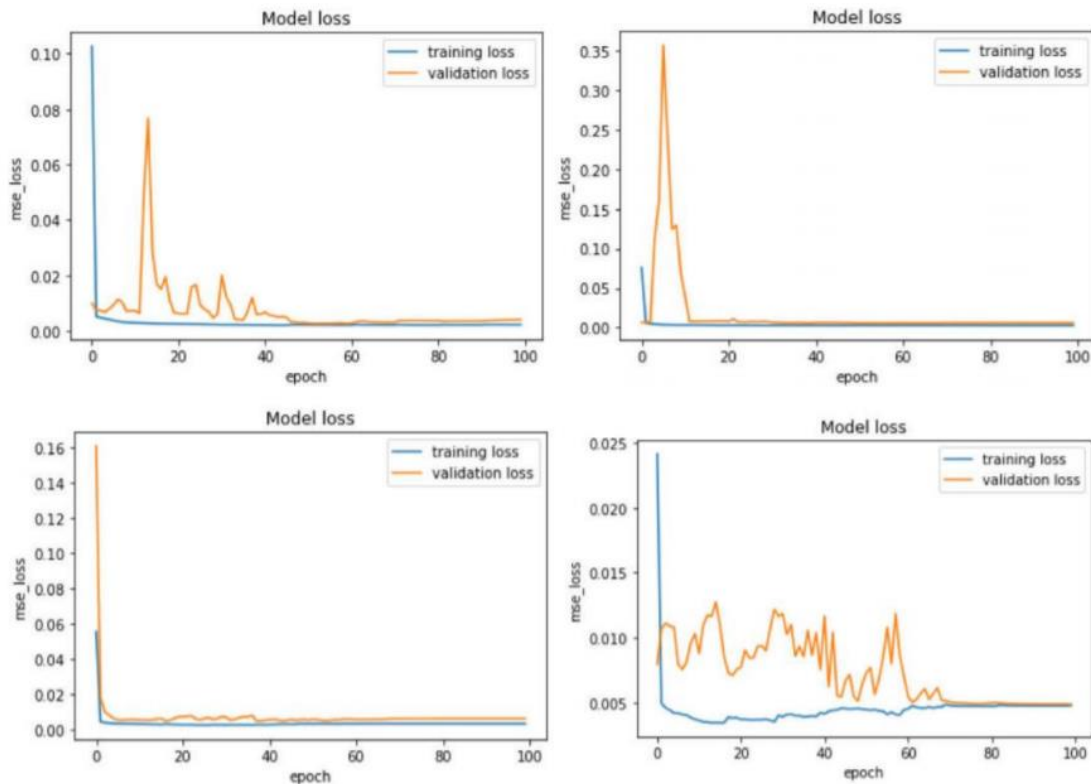 Model loss
training loss
validation loss
0.10
0.08
0.06
0.04
0.02
0.00
mse_loss
0 20 40 60 80 100
epoch
Model loss
training loss
validation loss
0.35
0.30
0.25
0.20
0.15
0.10
0.05
0.00
mse_loss
0 20 40 60 80 100
epoch
Model loss
training loss
validation loss
0.16
0.14
0.12
0.10
0.08
0.06
0.04
0.02
0.00
mse_loss
0 20 40 60 80 100
epoch
Model loss
training loss
validation loss
0.025
0.020
0.015
0.010
0.005
mse_loss
0 20 40 60 80 100
epoch